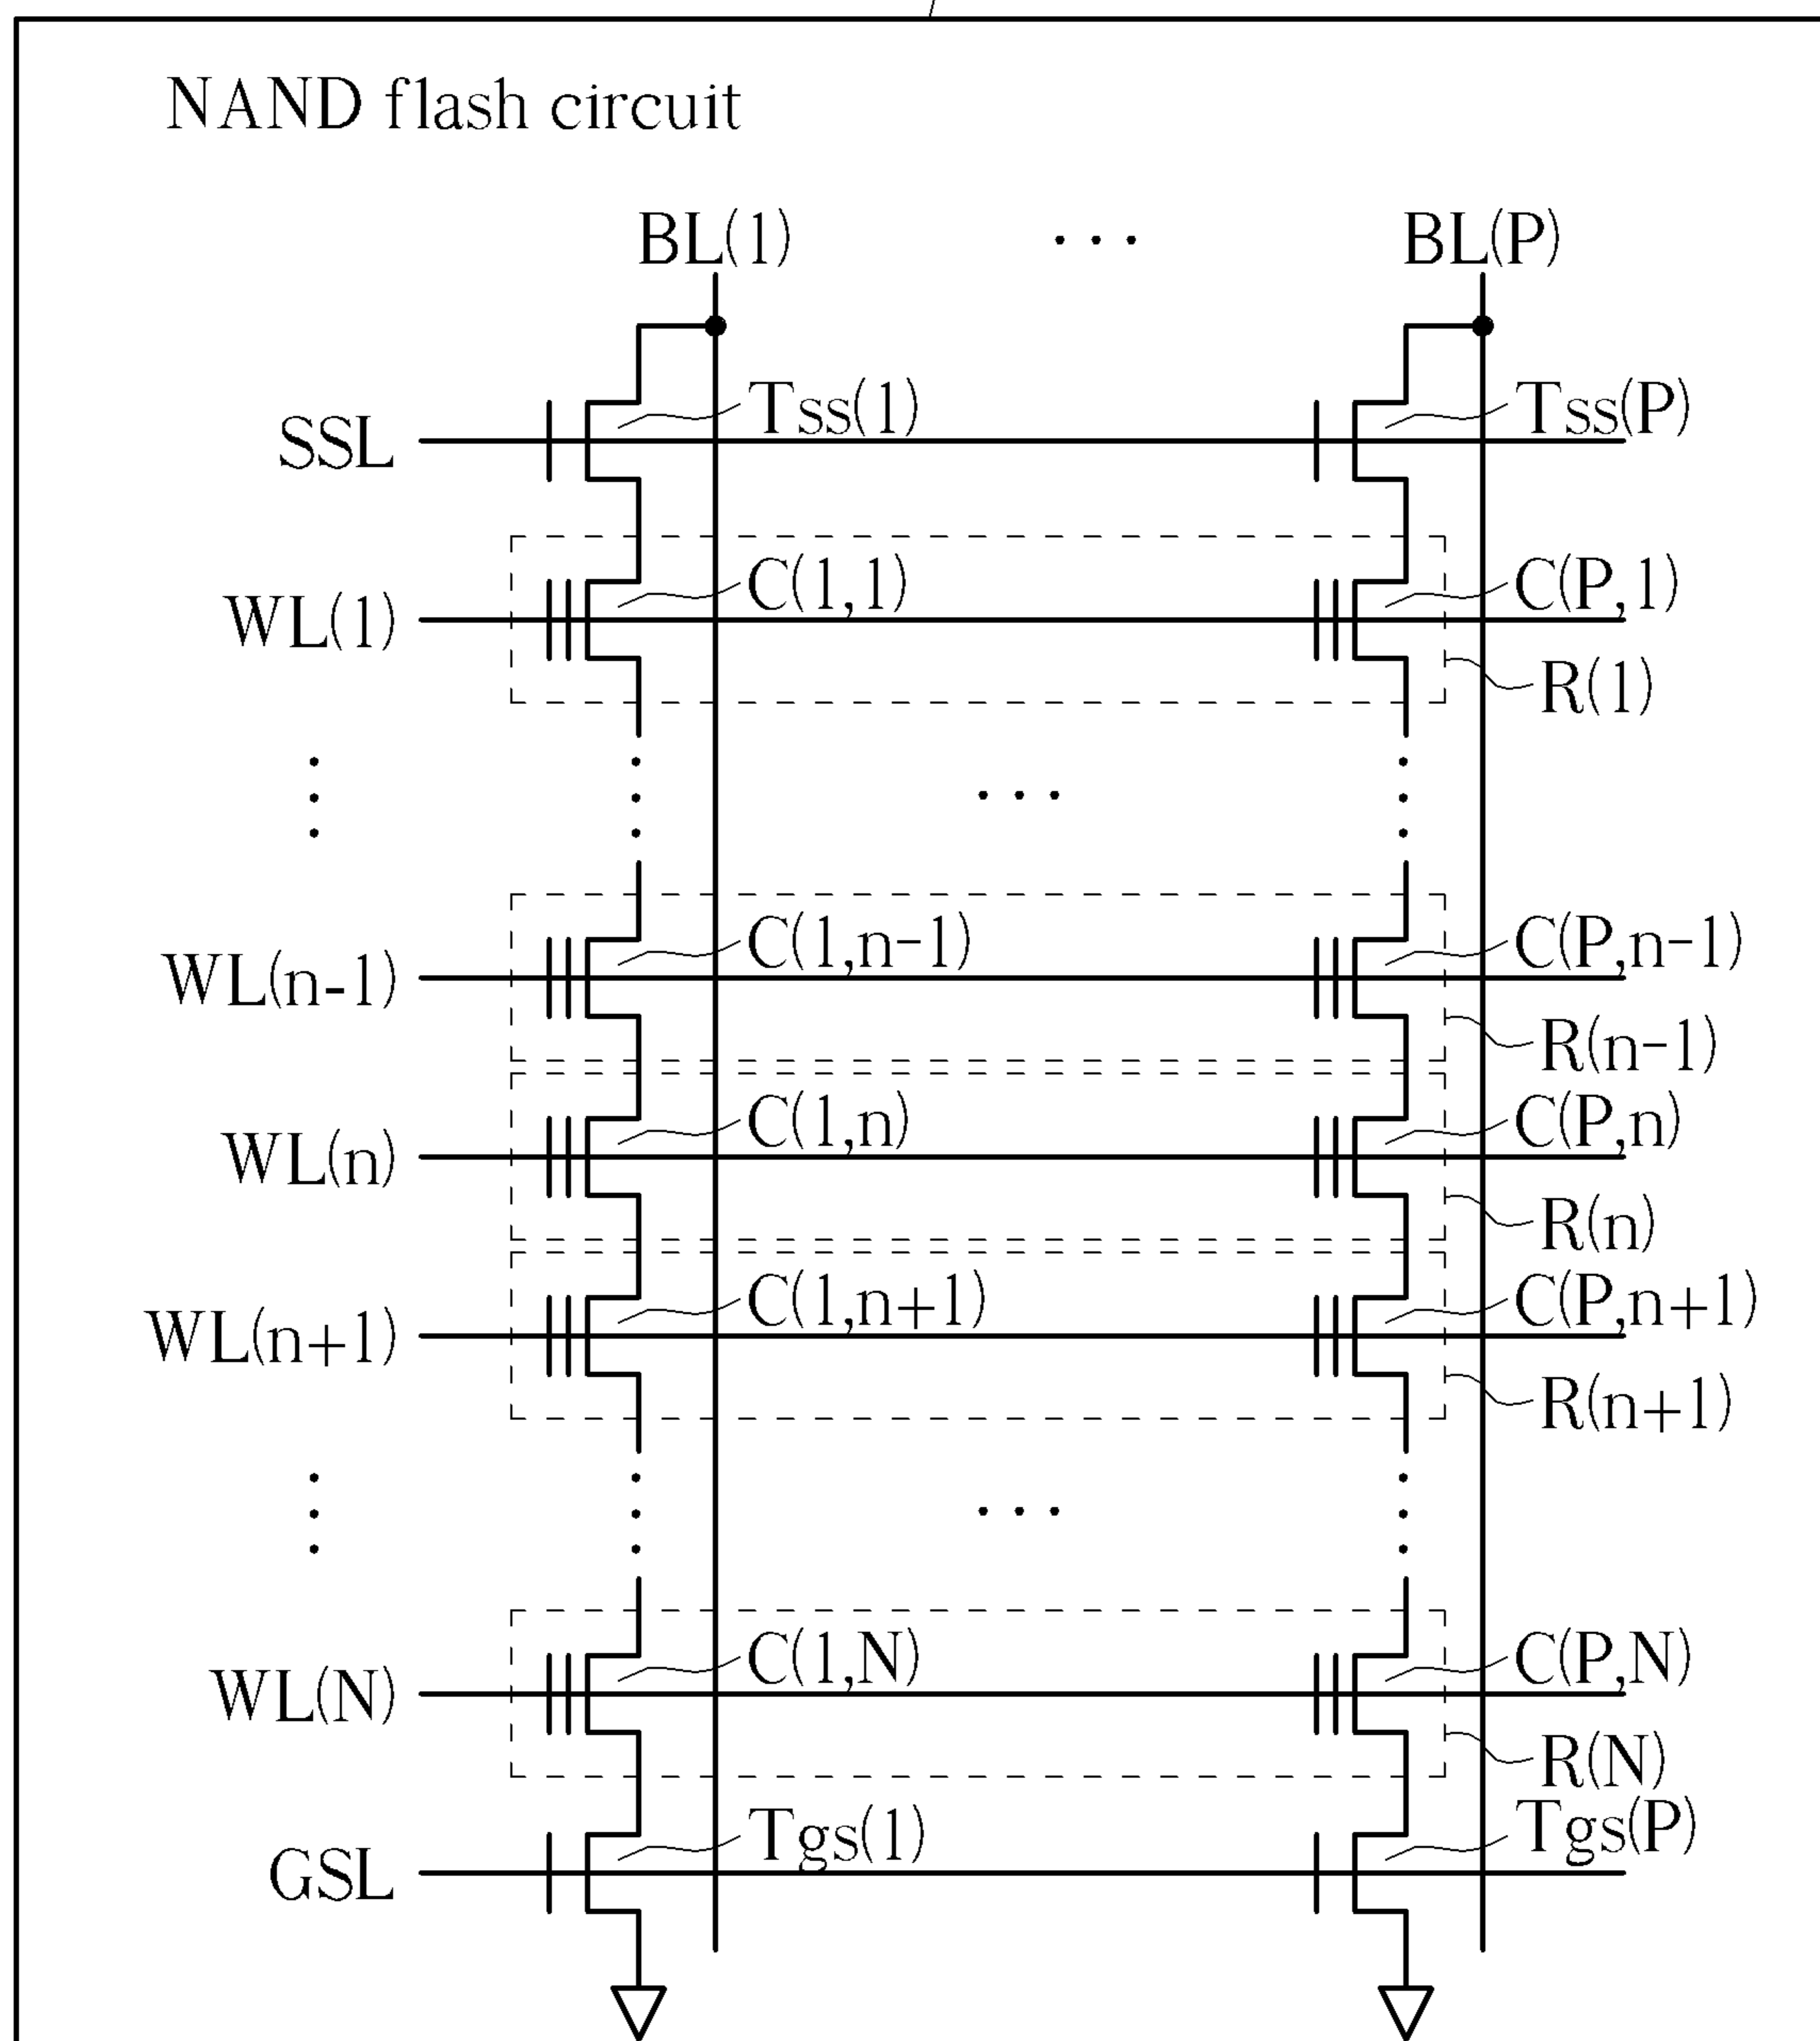 NAND flash circuit
BL(1) ... BL(P)
SSL Tss(1) Tss(P)
WL(1) C(1,1) C(P,1)
R(1)
...
WL(n-1) C(1,n-1) C(P,n-1)
R(n-1)
WL(n) C(1,n) C(P,n)
R(n)
WL(n+1) C(1,n+1) C(P,n+1)
R(n+1)
...
WL(N) C(1,N) C(P,N)
R(N)
GSL Tgs(1) Tgs(P)